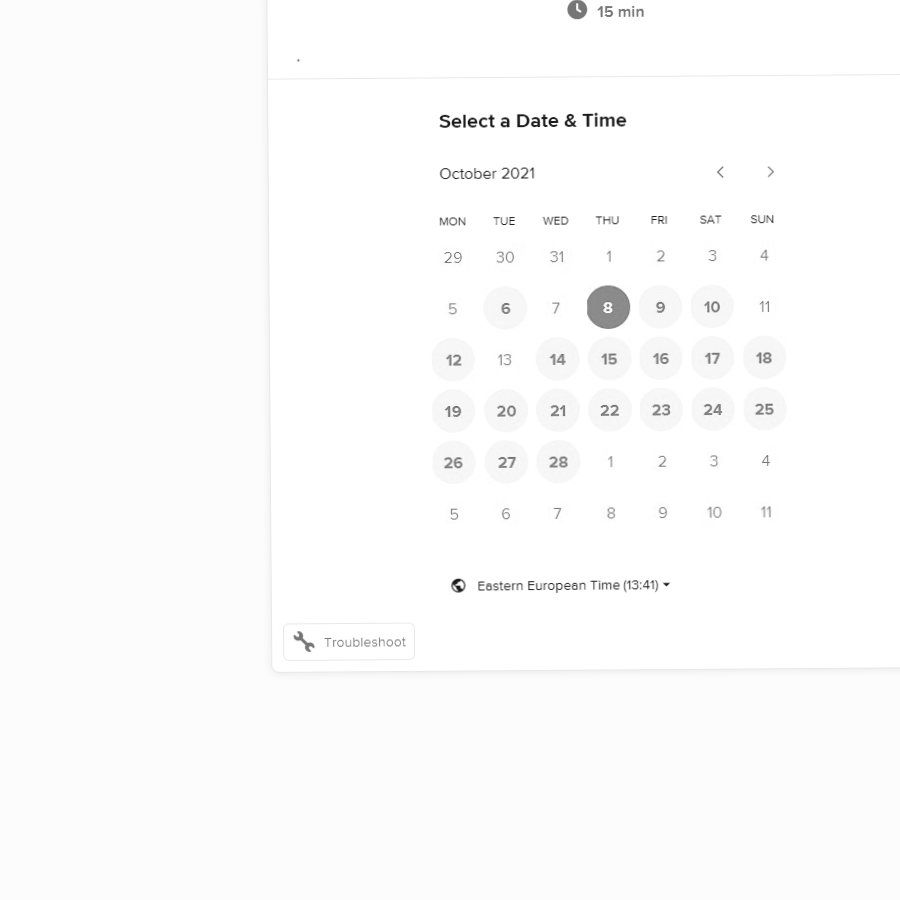 15 min
.
Select a Date & Time
October 2021
MON TUE WED THU FRI SAT SUN
29 30 31 1 2 3 4
5 6 7 8 9 10 11
12 13 14 15 16 17 18
19 20 21 22 23 24 25
26 27 28 1 2 3 4
5 6 7 8 9 10 11
Eastern European Time (13:41)
Troubleshoot